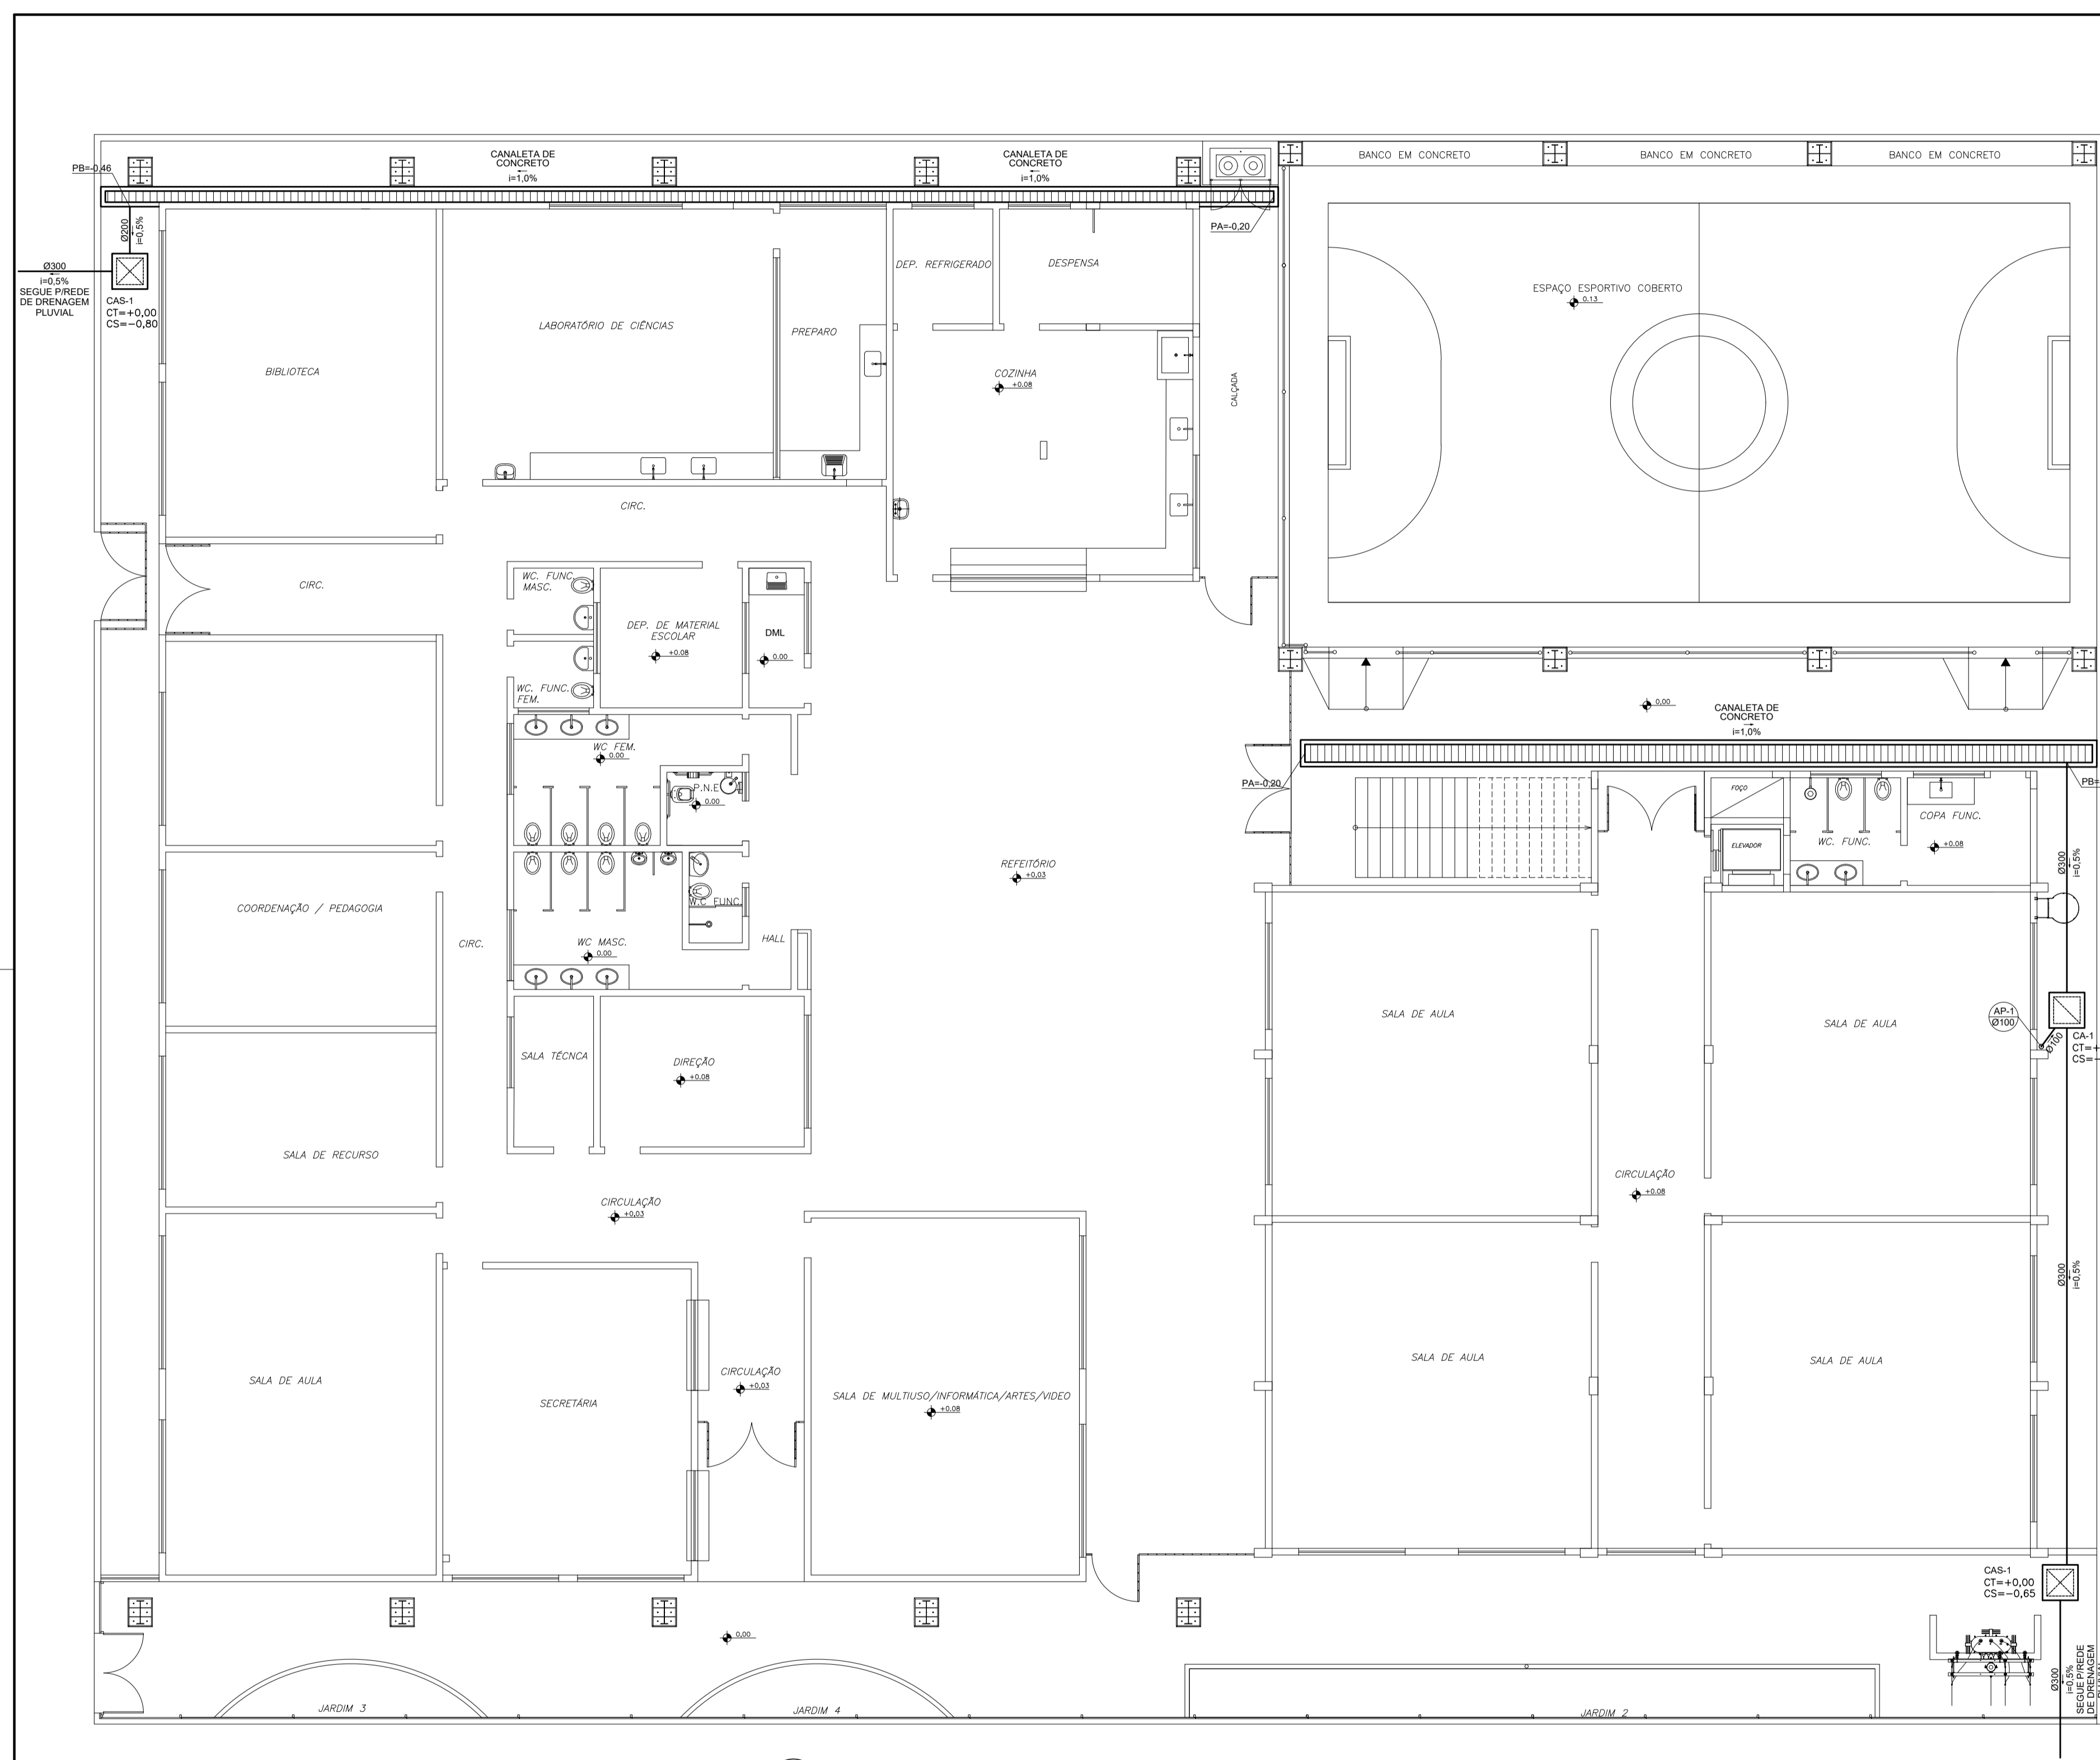 CANALETA DE
CONCRETO
i=1,0%
CANALETA DE
CONCRETO
i=1,0%
BANCO EM CONCRETO
BANCO EM CONCRETO
BANCO EM CONCRETO
PB=-0,46
Ø200
i=0,5%
PA=-0,20
Ø300
i=0,5%
SEGUE P/REDE
DE DRENAGEM
PLUVIAL
CAS-1
CT=+0,00
CS=-0,80
DEP. REFRIGERADO
DESPENSA
ESPAÇO ESPORTIVO COBERTO
0.13
LABORATÓRIO DE CIÊNCIAS
PREPARO
BIBLIOTECA
COZINHA
+0.08
CALÇADA
CIRC.
CIRC.
WC. FUNC.
MASC.
DEP. DE MATERIAL
ESCOLAR
+0.08
DML
0.00
WC. FUNC.
FEM.
0,00
CANALETA DE
CONCRETO
i=1,0%
WC FEM.
0.00
P.N.E
0.00
PA=-0,20
PB=
FOÇO
ELEVADOR
WC. FUNC.
COPA FUNC.
+0.08
Ø300
i=0,5%
REFEITÓRIO
+0,03
COORDENAÇÃO / PEDAGOGIA
CIRC.
W.C FUNC.
WC MASC.
0.00
HALL
SALA DE AULA
SALA DE AULA
AP-1
Ø100
Ø100
CA-1
CT=+
CS=-
SALA TÉCNCA
DIREÇÃO
+0.08
SALA DE RECURSO
CIRCULAÇÃO
+0.08
CIRCULAÇÃO
+0,03
Ø300
i=0,5%
SALA DE AULA
SALA DE AULA
SALA DE AULA
SECRETÁRIA
CIRCULAÇÃO
+0,03
SALA DE MULTIUSO/INFORMÁTICA/ARTES/VIDEO
+0.08
CAS-1
CT=+0,00
CS=-0,65
0,00
JARDIM 3
JARDIM 4
JARDIM 2
Ø300
i=0,5%
SEGUE P/REDE
DE DRENAGEM